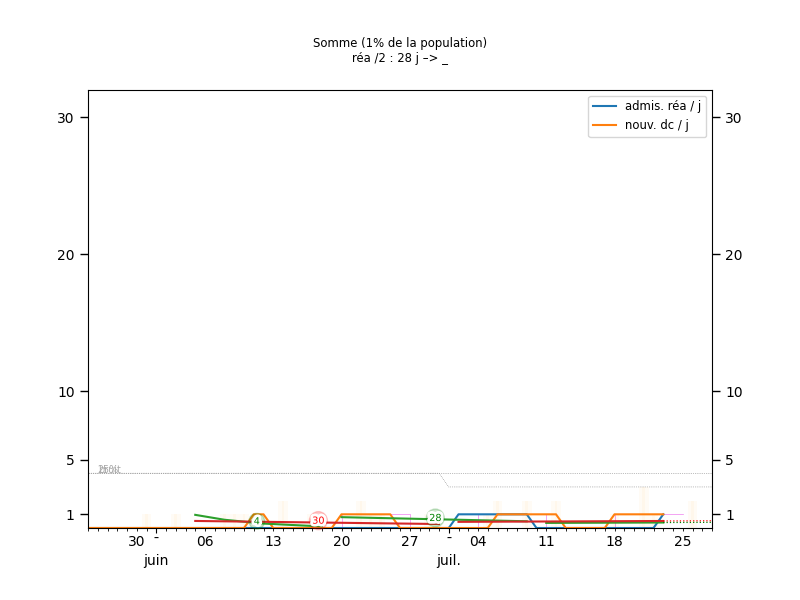 Somme (1% de la population)
réa /2 : 28 j –> _
admis. réa / j
nouv. dc / j
30 30
20 20
10 10
5 5
1 1
4 30 28
30 - 06 13 20 27 - 04 11 18 25
juin juil.